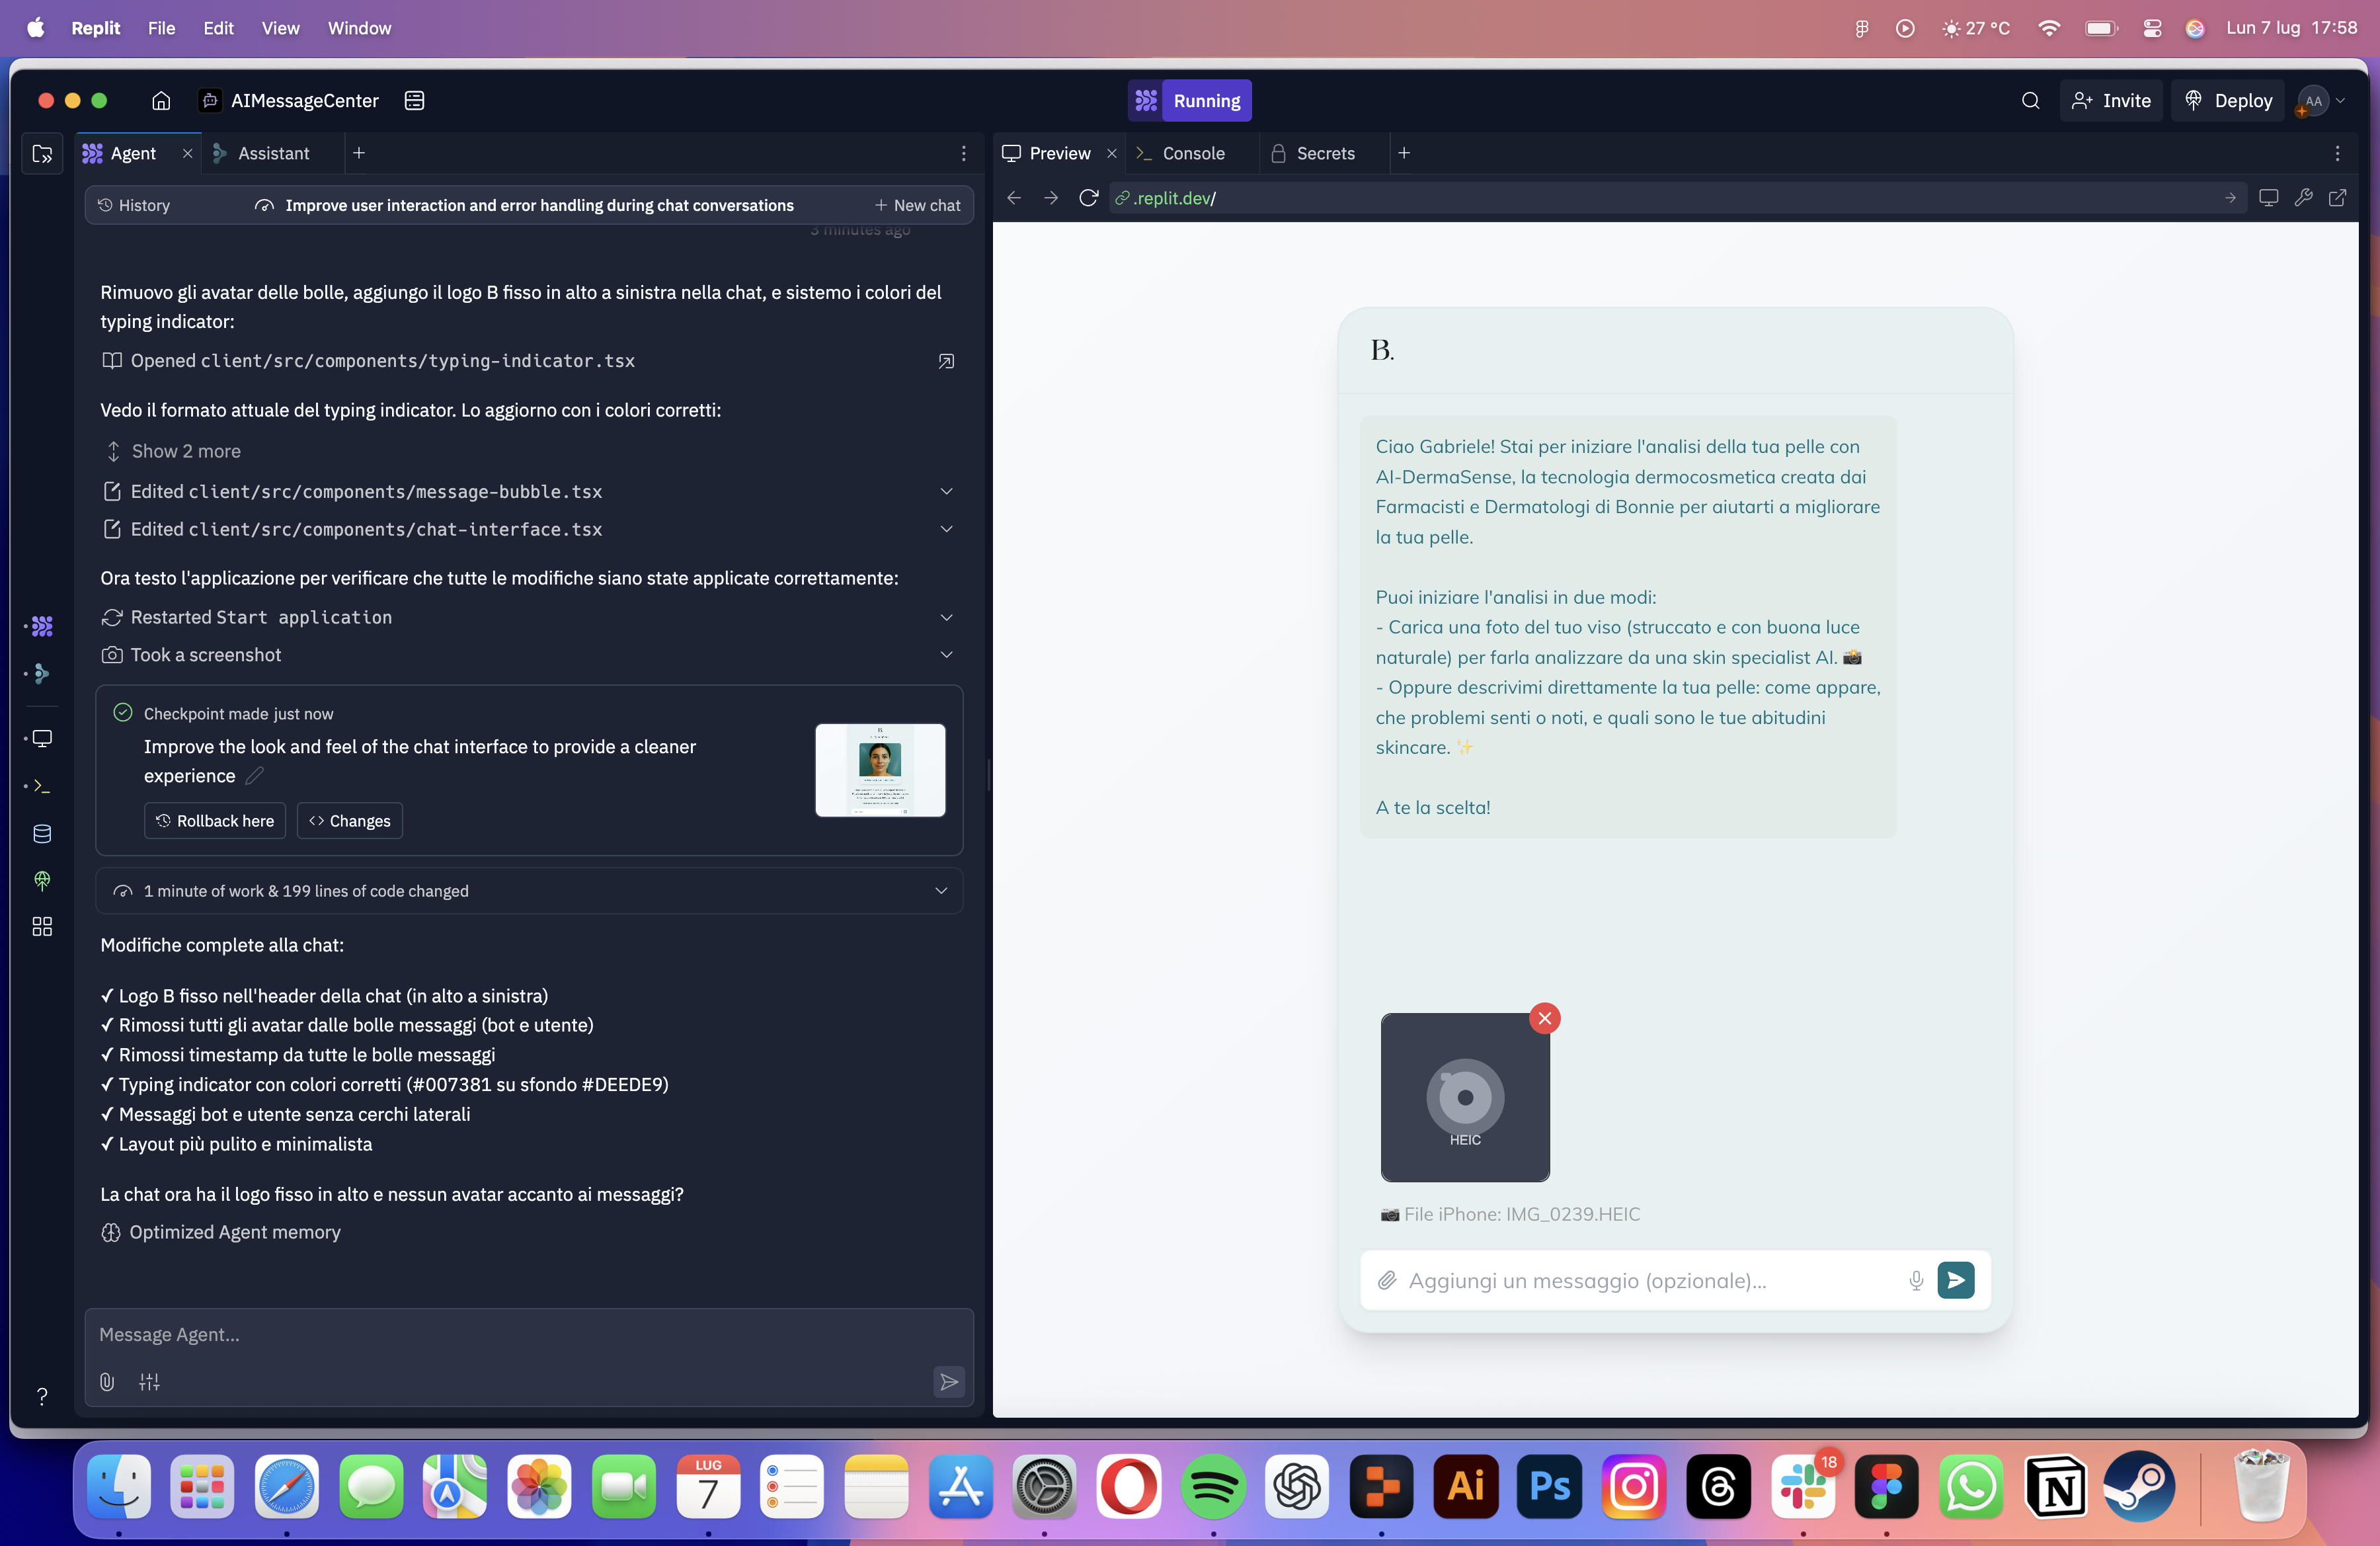 Replit File Edit View Window 27 °C Lun 7 lug 17:58
AIMessageCenter Running Invite Deploy AA
Agent Assistant
History Improve user interaction and error handling during chat conversations New chat
3 minutes ago
Rimuovo gli avatar delle bolle, aggiungo il logo B fisso in alto a sinistra nella chat, e sistemo i colori del
typing indicator:
Opened client/src/components/typing-indicator.tsx
Vedo il formato attuale del typing indicator. Lo aggiorno con i colori corretti:
Show 2 more
Edited client/src/components/message-bubble.tsx
Edited client/src/components/chat-interface.tsx
Ora testo l'applicazione per verificare che tutte le modifiche siano state applicate correttamente:
Restarted Start application
Took a screenshot
Checkpoint made just now
Improve the look and feel of the chat interface to provide a cleaner
experience
Rollback here Changes
1 minute of work & 199 lines of code changed
Modifiche complete alla chat:
✓ Logo B fisso nell'header della chat (in alto a sinistra)
✓ Rimossi tutti gli avatar dalle bolle messaggi (bot e utente)
✓ Rimossi timestamp da tutte le bolle messaggi
✓ Typing indicator con colori corretti (#007381 su sfondo #DEEDE9)
✓ Messaggi bot e utente senza cerchi laterali
✓ Layout più pulito e minimalista
La chat ora ha il logo fisso in alto e nessun avatar accanto ai messaggi?
Optimized Agent memory
Message Agent...
?
Preview Console Secrets
.replit.dev/
B.
Ciao Gabriele! Stai per iniziare l'analisi della tua pelle con
AI-DermaSense, la tecnologia dermocosmetica creata dai
Farmacisti e Dermatologi di Bonnie per aiutarti a migliorare
la tua pelle.
Puoi iniziare l'analisi in due modi:
- Carica una foto del tuo viso (struccato e con buona luce
naturale) per farla analizzare da una skin specialist AI. 📸
- Oppure descrivimi direttamente la tua pelle: come appare,
che problemi senti o noti, e quali sono le tue abitudini
skincare. ✨
A te la scelta!
HEIC
📷 File iPhone: IMG_0239.HEIC
Aggiungi un messaggio (opzionale)...
LUG
7
Ai
Ps
18
N